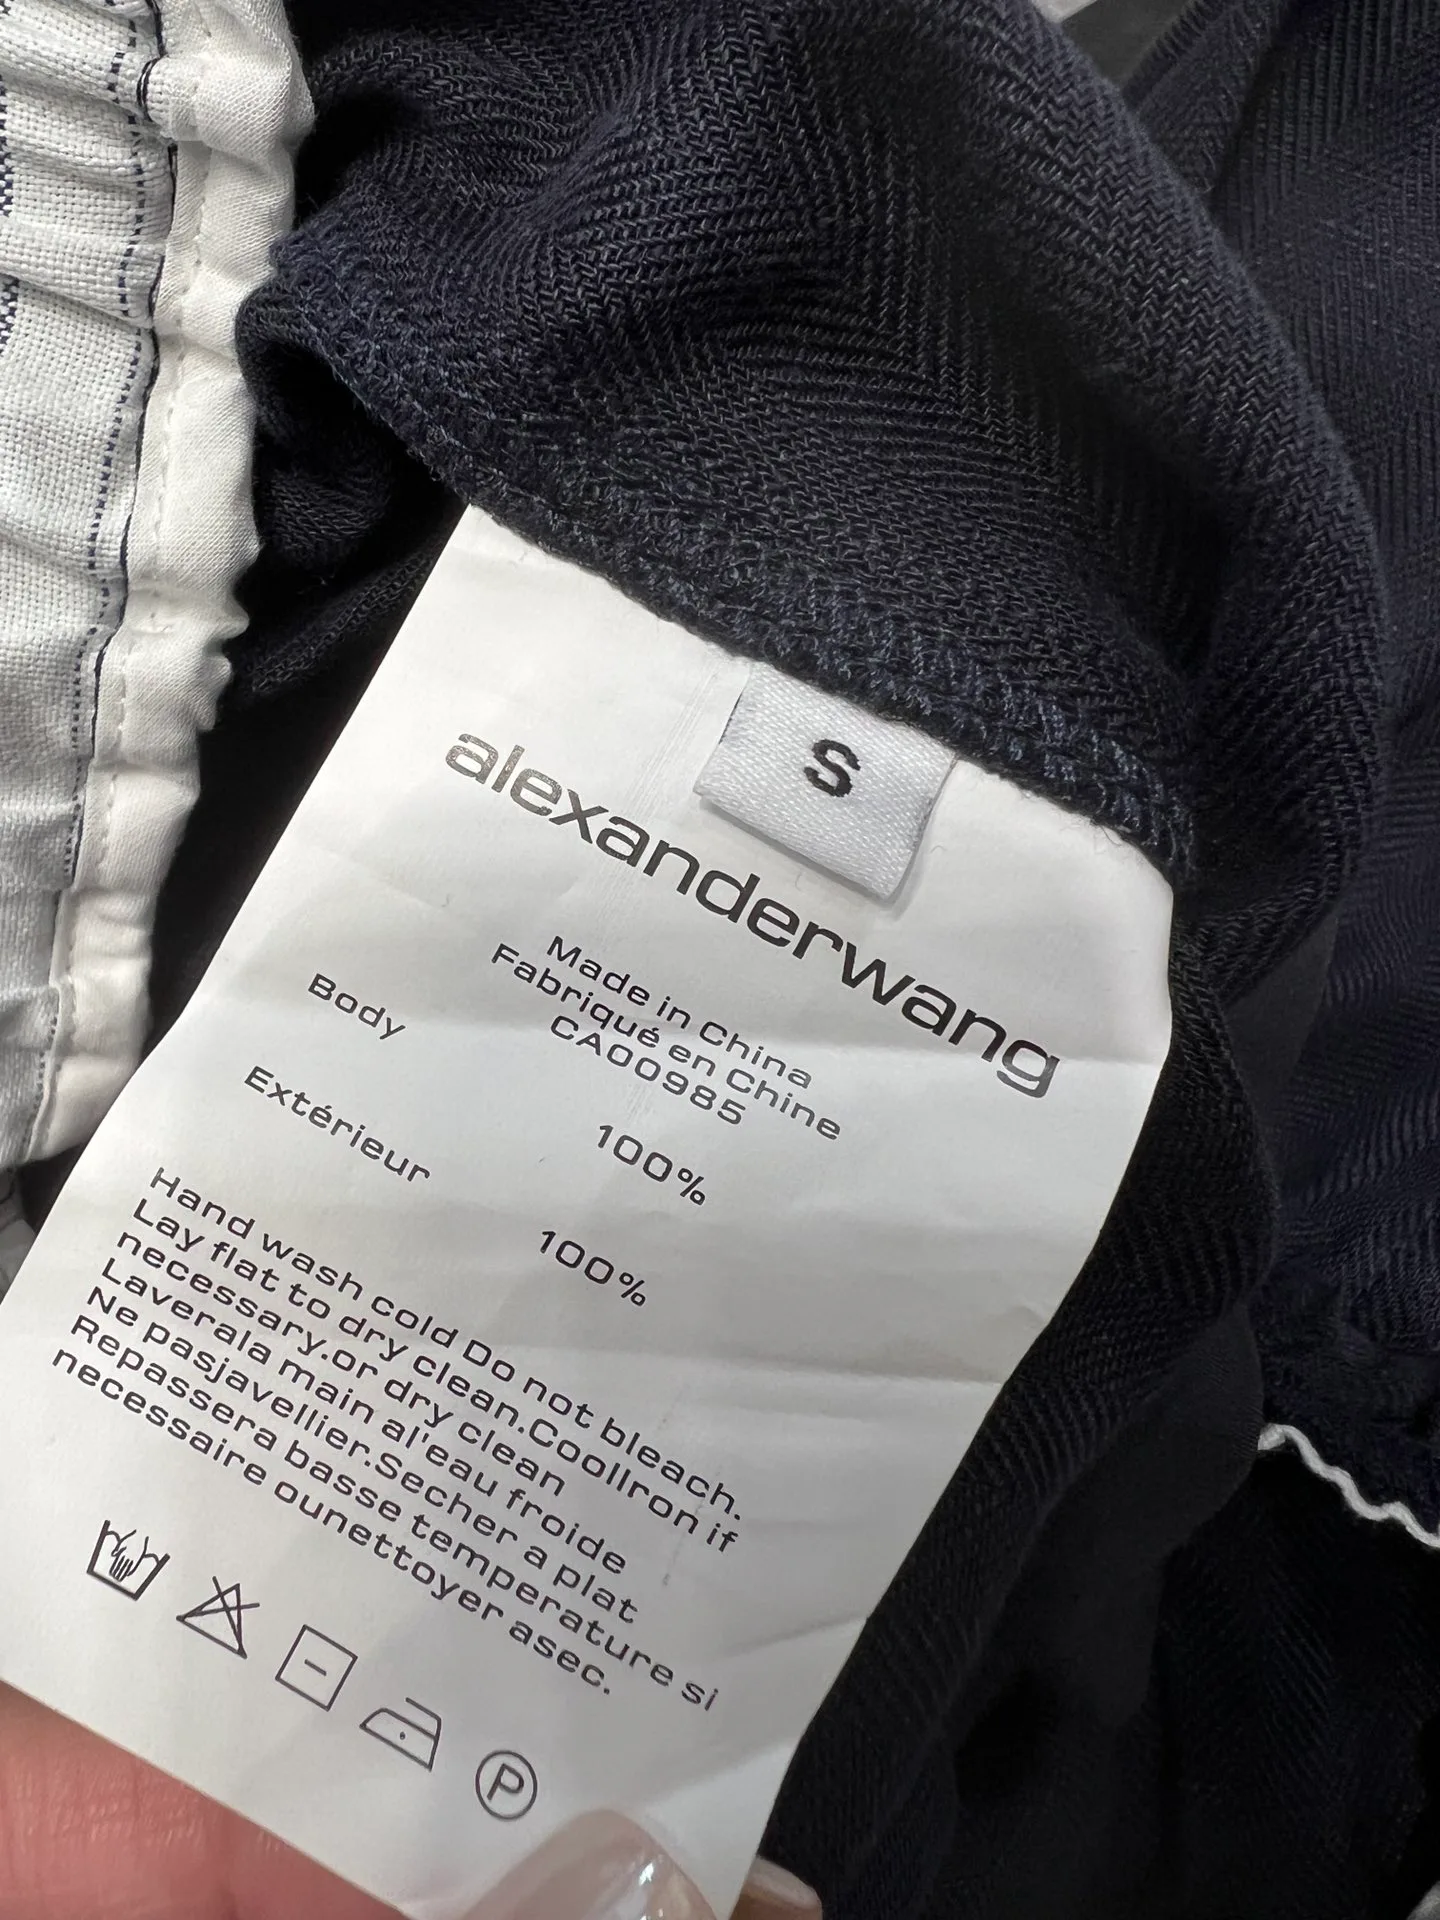 S
alexanderwang
Made in China
Fabriqué en Chine
CA00985
Body 100%
Extérieur 100%
Hand wash cold Do not bleach.
Lay flat to dry clean.CoolIron if
necessary.or dry clean
Laverala main al'eau froide
Ne pasjavellier.Secher a plat
Repassera basse temperature si
necessaire ounettoyer asec.
P